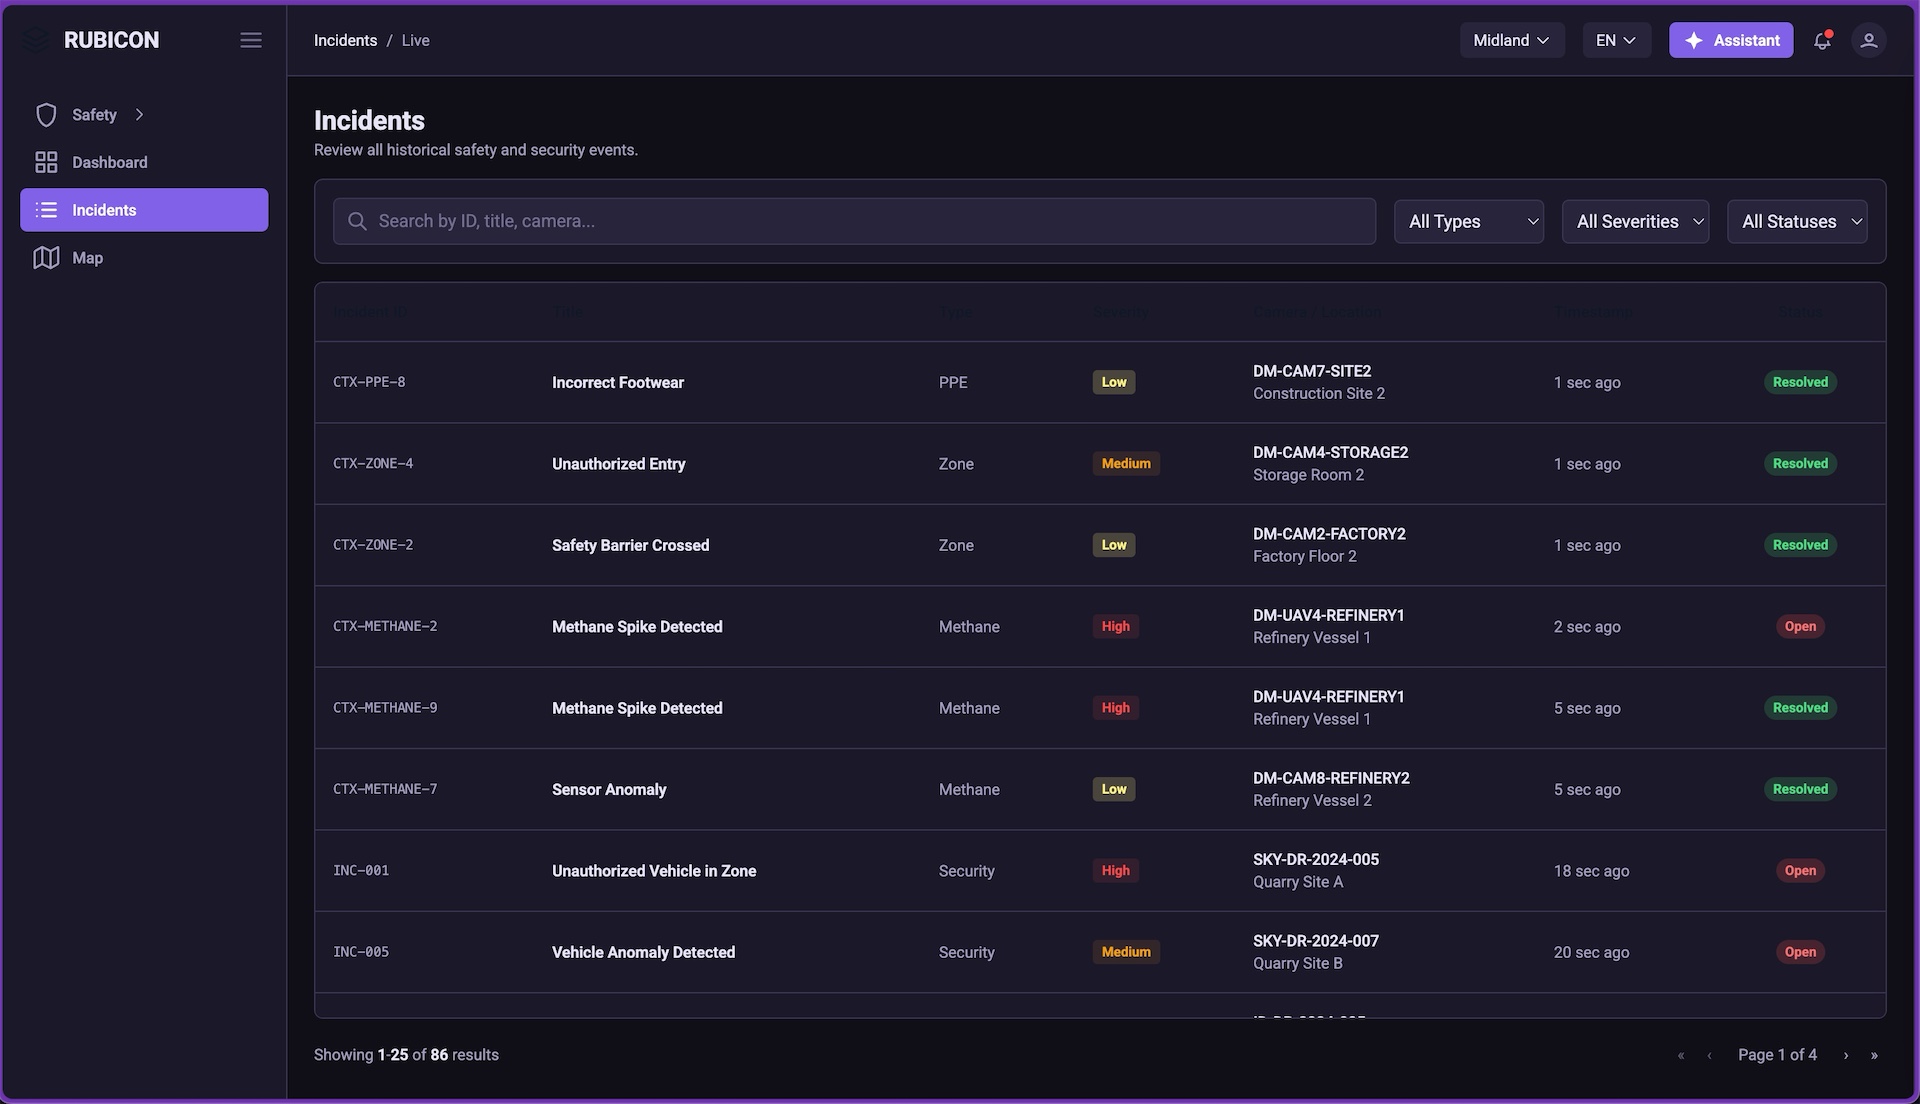 RUBICON
Incidents / Live
Midland
EN
Assistant
Safety
Dashboard
Incidents
Map
Incidents
Review all historical safety and security events.
Search by ID, title, camera...
All Types
All Severities
All Statuses
Incident ID Title Type Severity Camera / Location Timestamp Status
CTX-PPE-8 Incorrect Footwear PPE Low DM-CAM7-SITE2 1 sec ago Resolved
Construction Site 2
CTX-ZONE-4 Unauthorized Entry Zone Medium DM-CAM4-STORAGE2 1 sec ago Resolved
Storage Room 2
CTX-ZONE-2 Safety Barrier Crossed Zone Low DM-CAM2-FACTORY2 1 sec ago Resolved
Factory Floor 2
CTX-METHANE-2 Methane Spike Detected Methane High DM-UAV4-REFINERY1 2 sec ago Open
Refinery Vessel 1
CTX-METHANE-9 Methane Spike Detected Methane High DM-UAV4-REFINERY1 5 sec ago Resolved
Refinery Vessel 1
CTX-METHANE-7 Sensor Anomaly Methane Low DM-CAM8-REFINERY2 5 sec ago Resolved
Refinery Vessel 2
INC-001 Unauthorized Vehicle in Zone Security High SKY-DR-2024-005 18 sec ago Open
Quarry Site A
INC-005 Vehicle Anomaly Detected Security Medium SKY-DR-2024-007 20 sec ago Open
Quarry Site B
Showing 1-25 of 86 results
« ‹ Page 1 of 4 › »